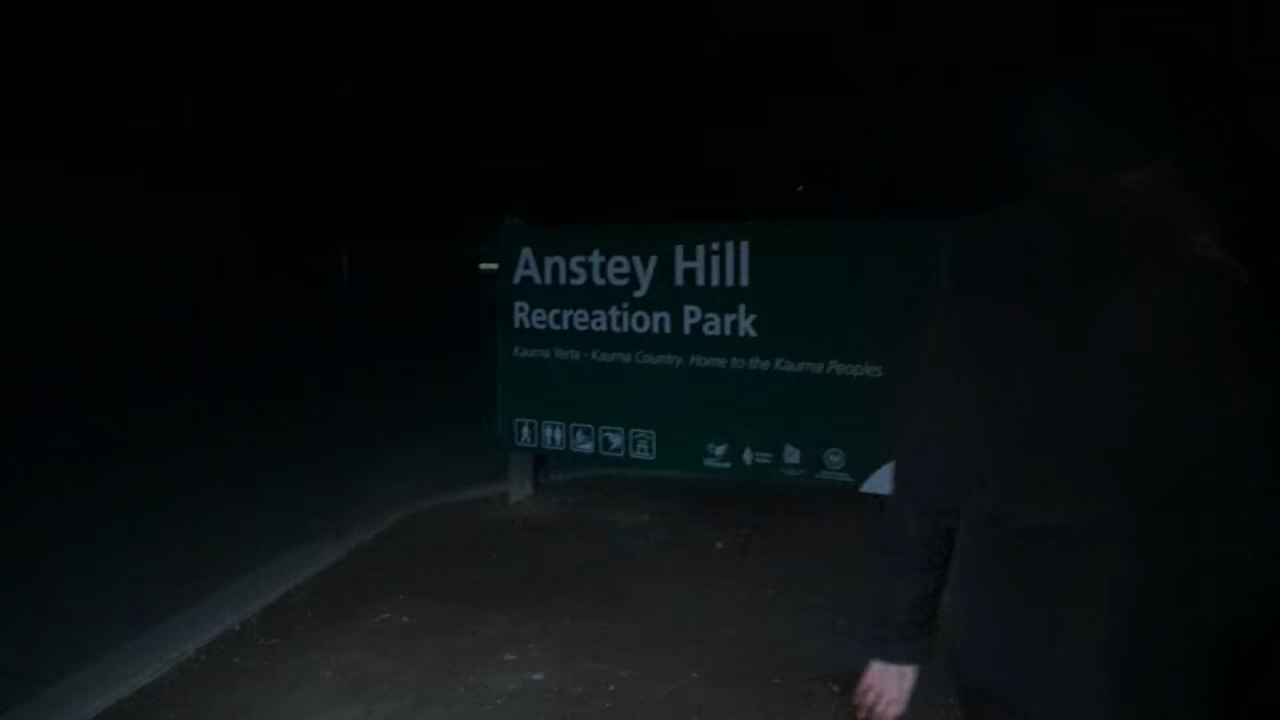 Anstey Hill
Recreation Park
Kaurna Yerta - Kaurna Country. Home to the Kaurna Peoples